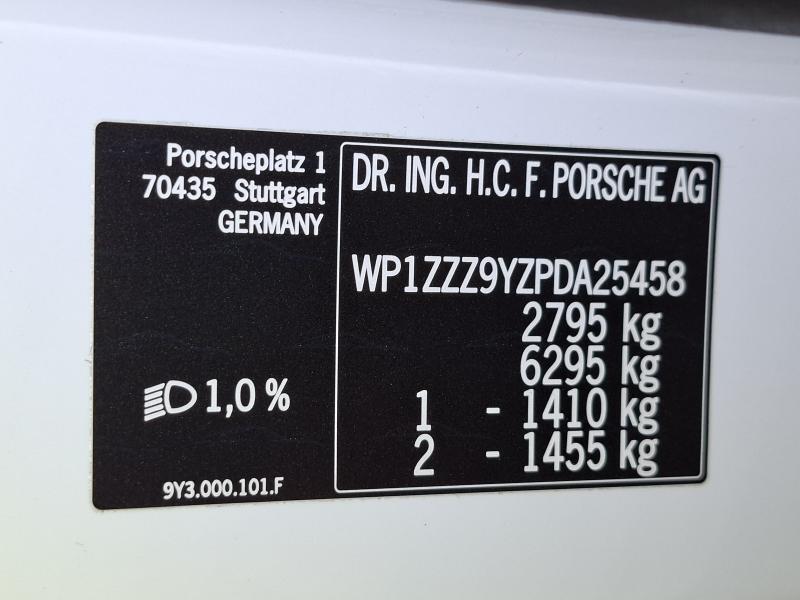 Porscheplatz 1
70435 Stuttgart
GERMANY
1,0 %
9Y3.000.101.F
DR. ING. H.C. F. PORSCHE AG
WP1ZZZ9YZPDA25458
2795 kg
6295 kg
1 - 1410 kg
2 - 1455 kg